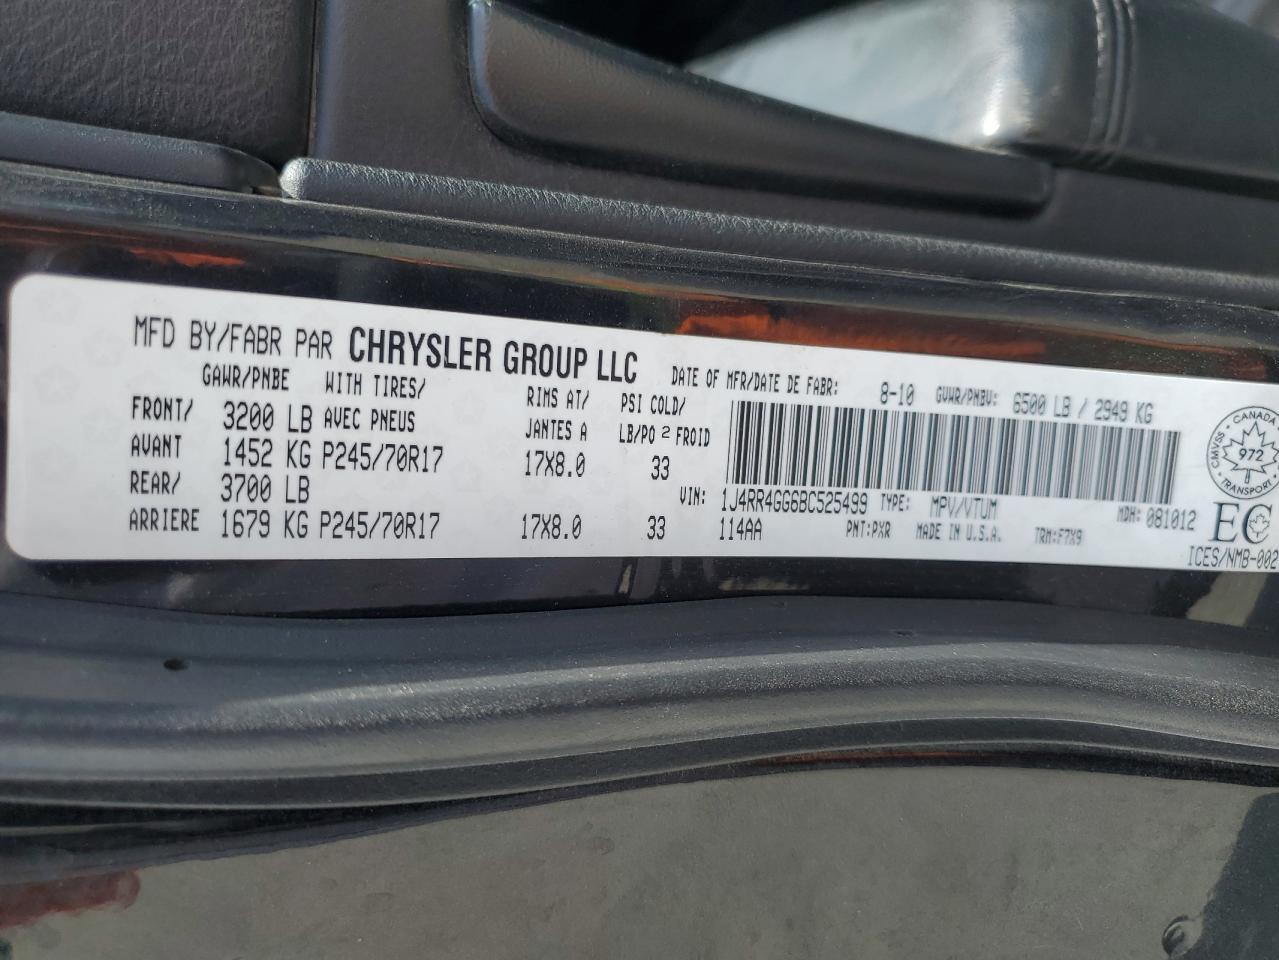 MFD BY/FABR PAR CHRYSLER GROUP LLC DATE OF MFR/DATE DE FABR: 8-10 GVWR/PNBV: 6500 LB / 2949 KG
GAWR/PNBE WITH TIRES/ RIMS AT/ PSI COLD/
FRONT/ 3200 LB AVEC PNEUS JANTES A LB/PO 2 FROID
AVANT 1452 KG P245/70R17 17X8.0 33
REAR/ 3700 LB VIN: 1J4RR4GG6BC525499 TYPE: MPV/VTUM MDH: 081012
ARRIERE 1679 KG P245/70R17 17X8.0 33 114AA PNT:PXR MADE IN U.S.A. TRM:F7X9
CANADA
CMVSS 972
TRANSPORT
EC
ICES/NMB-002